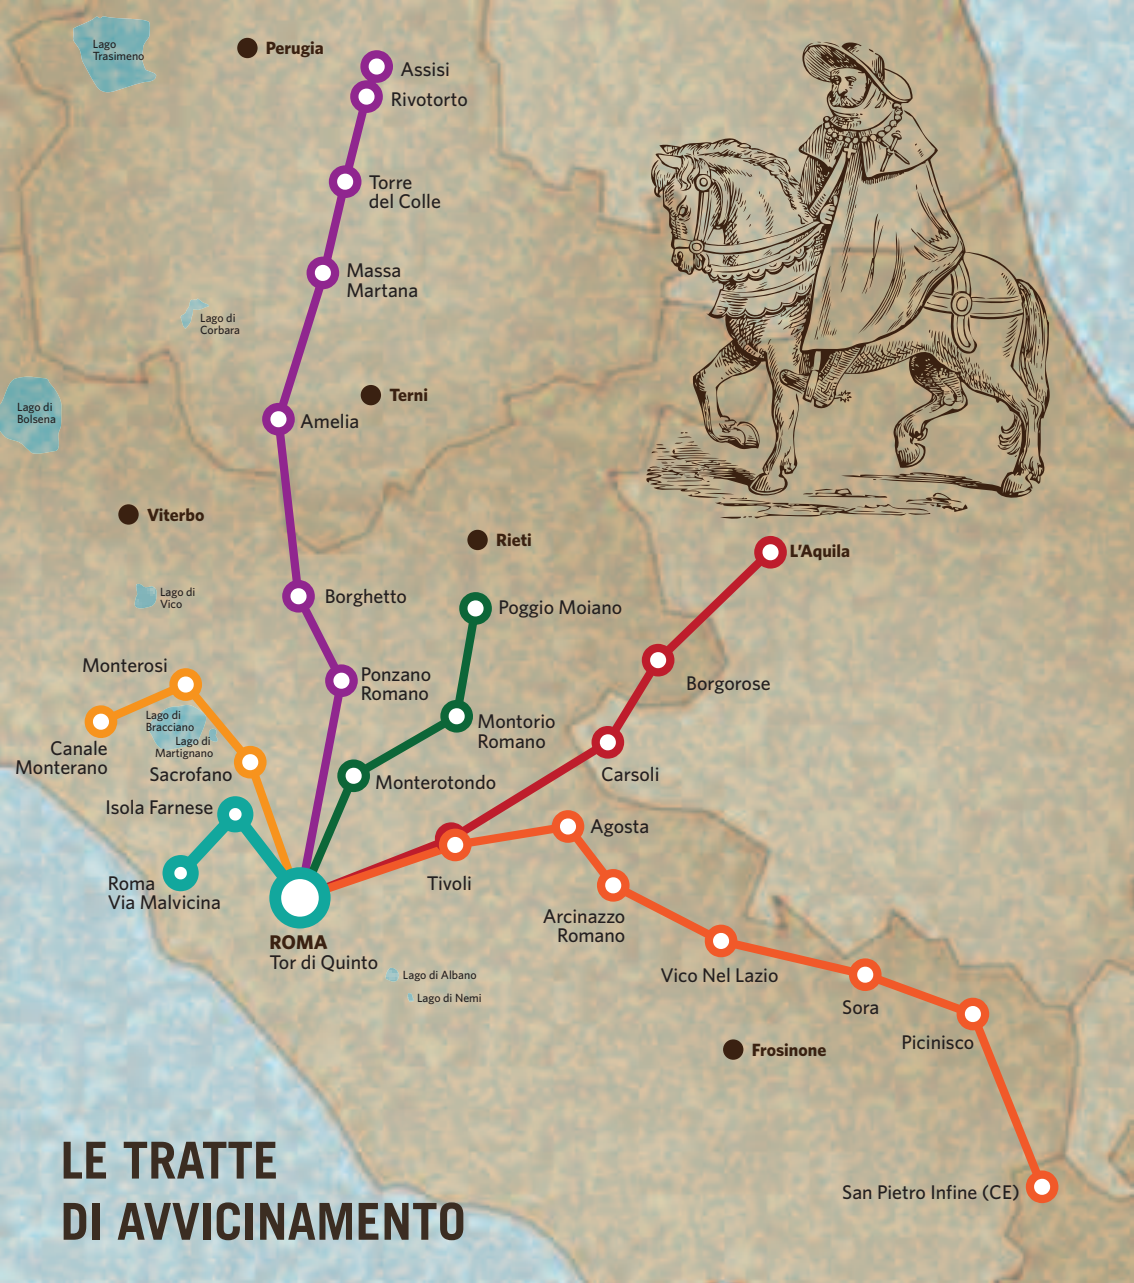 Lago
Trasimeno
Perugia
Assisi
Rivotorto
Torre
del Colle
Massa
Martana
Lago di
Corbara
Lago di
Bolsena
Terni
Amelia
Viterbo
Rieti
L'Aquila
Lago di
Vico
Borghetto
Poggio Moiano
Monterosi
Ponzano
Romano
Borgorose
Lago di
Bracciano
Montorio
Romano
Lago di
Martignano
Canale
Monterano
Sacrofano
Carsoli
Monterotondo
Isola Farnese
Agosta
Roma
Via Malvicina
Tivoli
Arcinazzo
Romano
ROMA
Tor di Quinto
Lago di Albano
Vico Nel Lazio
Lago di Nemi
Sora
Picinisco
Frosinone
LE TRATTE
DI AVVICINAMENTO
San Pietro Infine (CE)